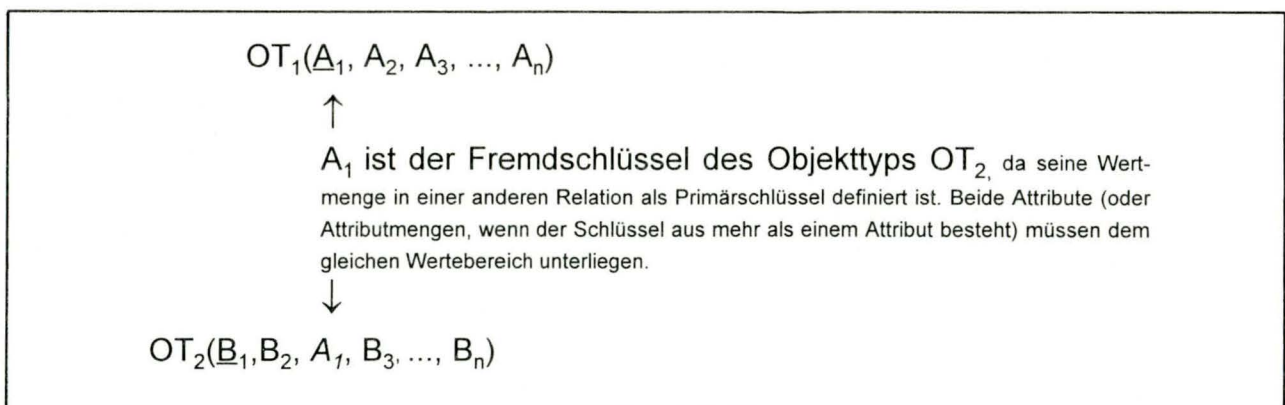 OT₁(A₁, A₂, A₃, ..., Aₙ)
↑
A₁ ist der Fremdschlüssel des Objekttyps OT₂, da seine Wert-
menge in einer anderen Relation als Primärschlüssel definiert ist. Beide Attribute (oder
Attributmengen, wenn der Schlüssel aus mehr als einem Attribut besteht) müssen dem
gleichen Wertebereich unterliegen.
↓
OT₂(B₁,B₂, A₁, B₃, ..., Bₙ)